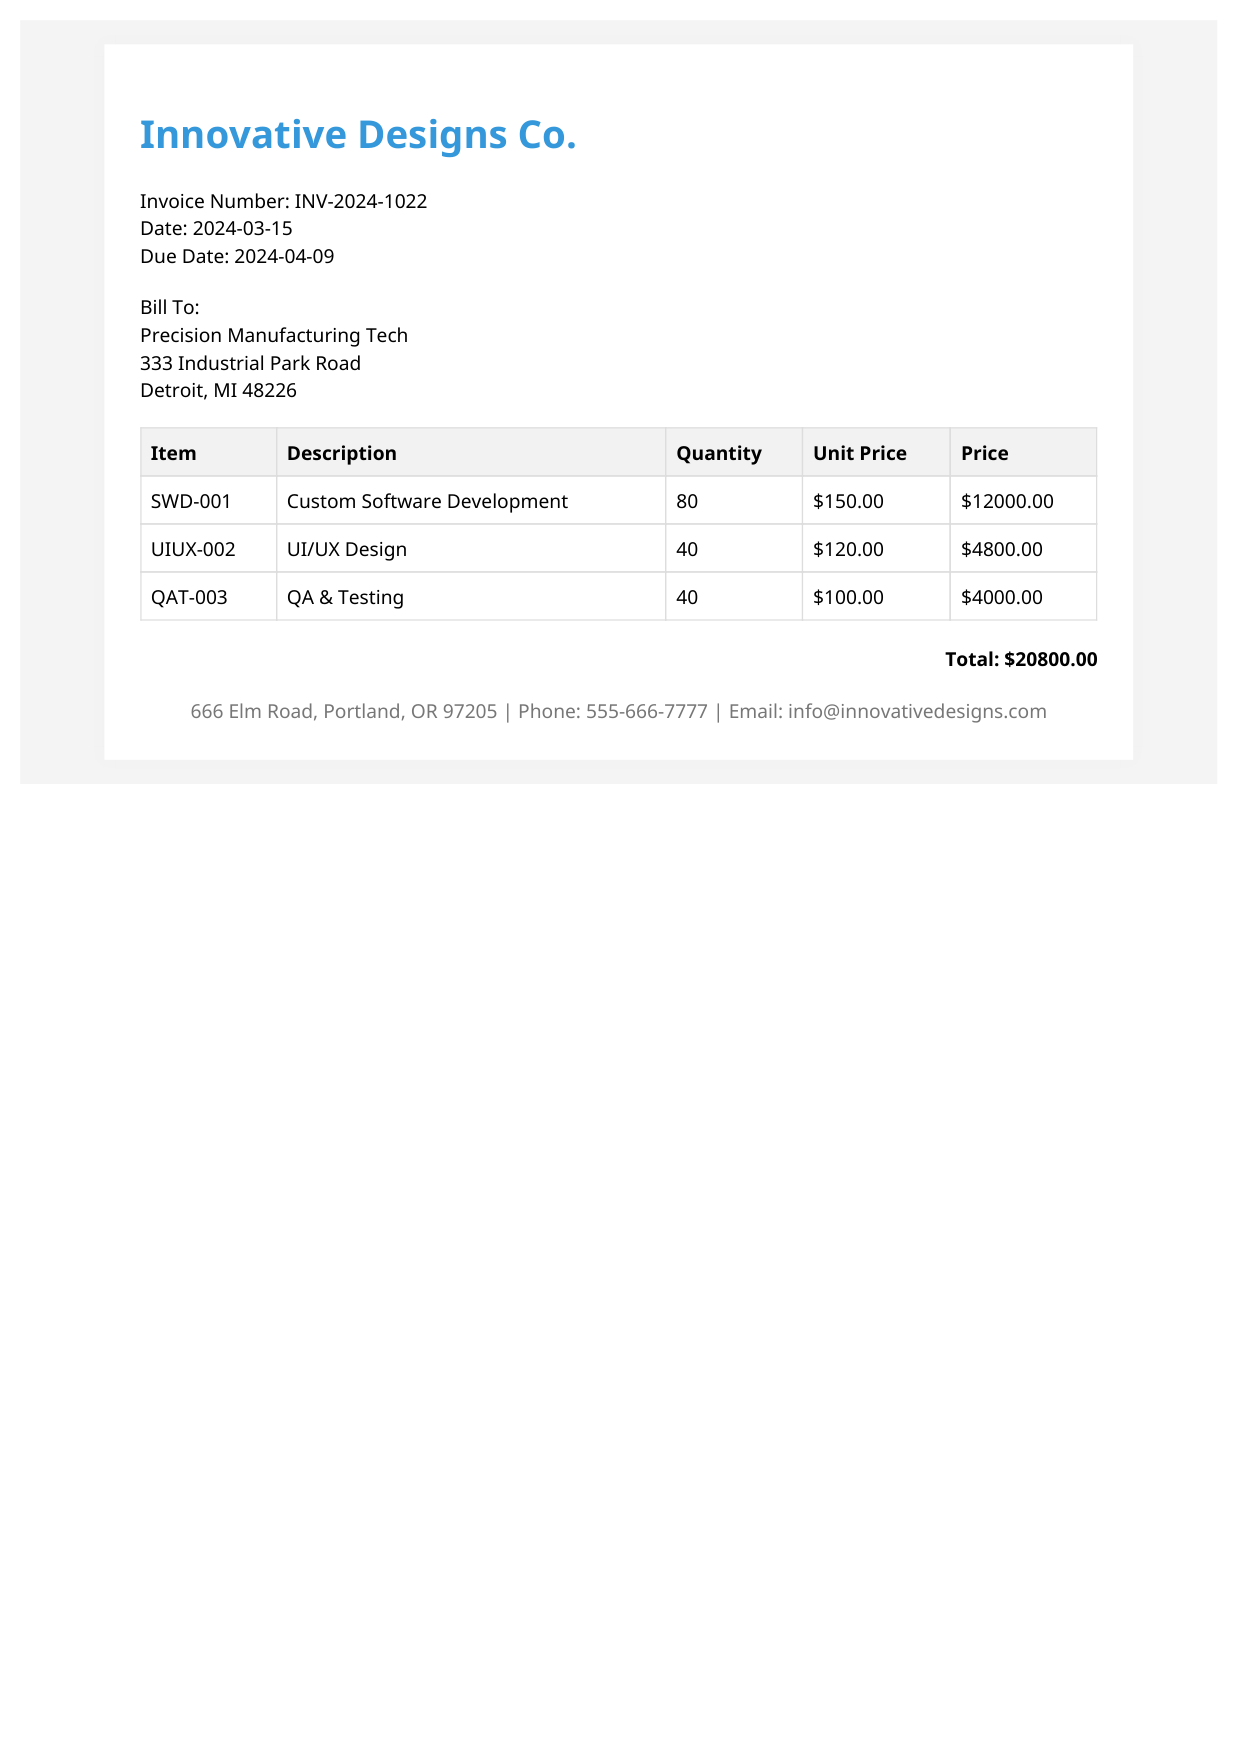 Innovative Designs Co.
Invoice Number: INV-2024-1022
Date: 2024-03-15
Due Date: 2024-04-09
Bill To:
Precision Manufacturing Tech
333 Industrial Park Road
Detroit, MI 48226
Item Description Quantity Unit Price Price
SWD-001 Custom Software Development 80 $150.00 $12000.00
UIUX-002 UI/UX Design 40 $120.00 $4800.00
QAT-003 QA & Testing 40 $100.00 $4000.00
Total: $20800.00
666 Elm Road, Portland, OR 97205 | Phone: 555-666-7777 | Email: info@innovativedesigns.com